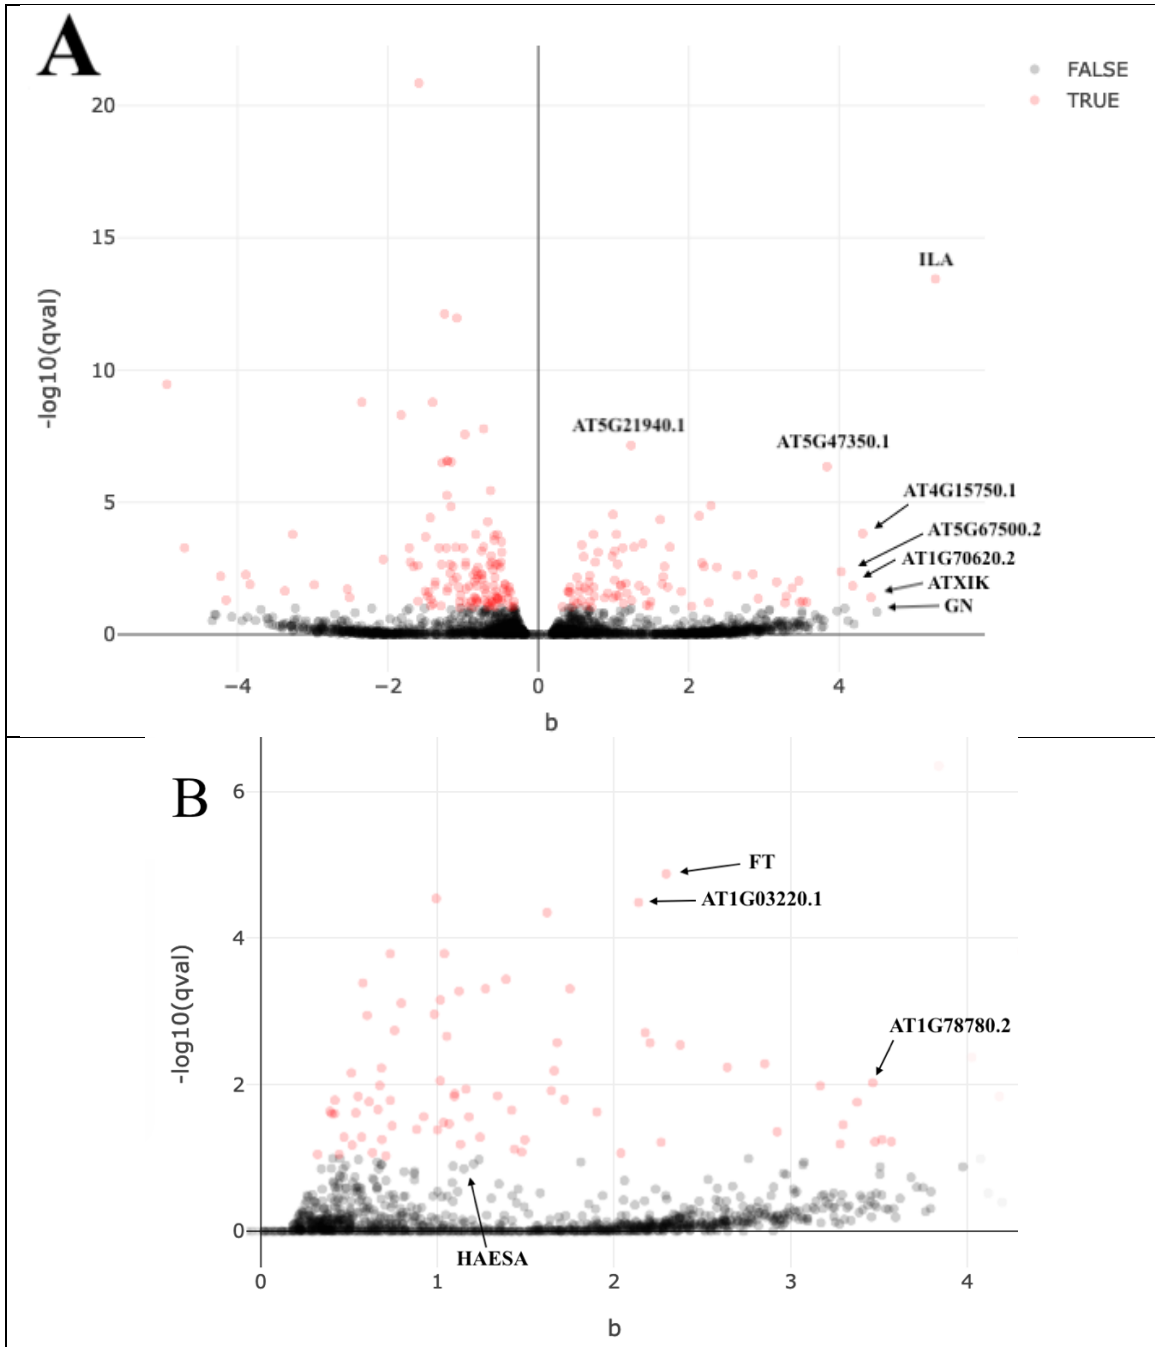 A
FALSE
TRUE
20
15
10
5
0
-log10(qval)
ILA
AT5G21940.1
AT5G47350.1
AT4G15750.1
AT5G67500.2
AT1G70620.2
ATXIK
GN
−4
−2
0
2
4
b
B
6
4
2
0
-log10(qval)
FT
AT1G03220.1
AT1G78780.2
HAESA
0
1
2
3
4
b